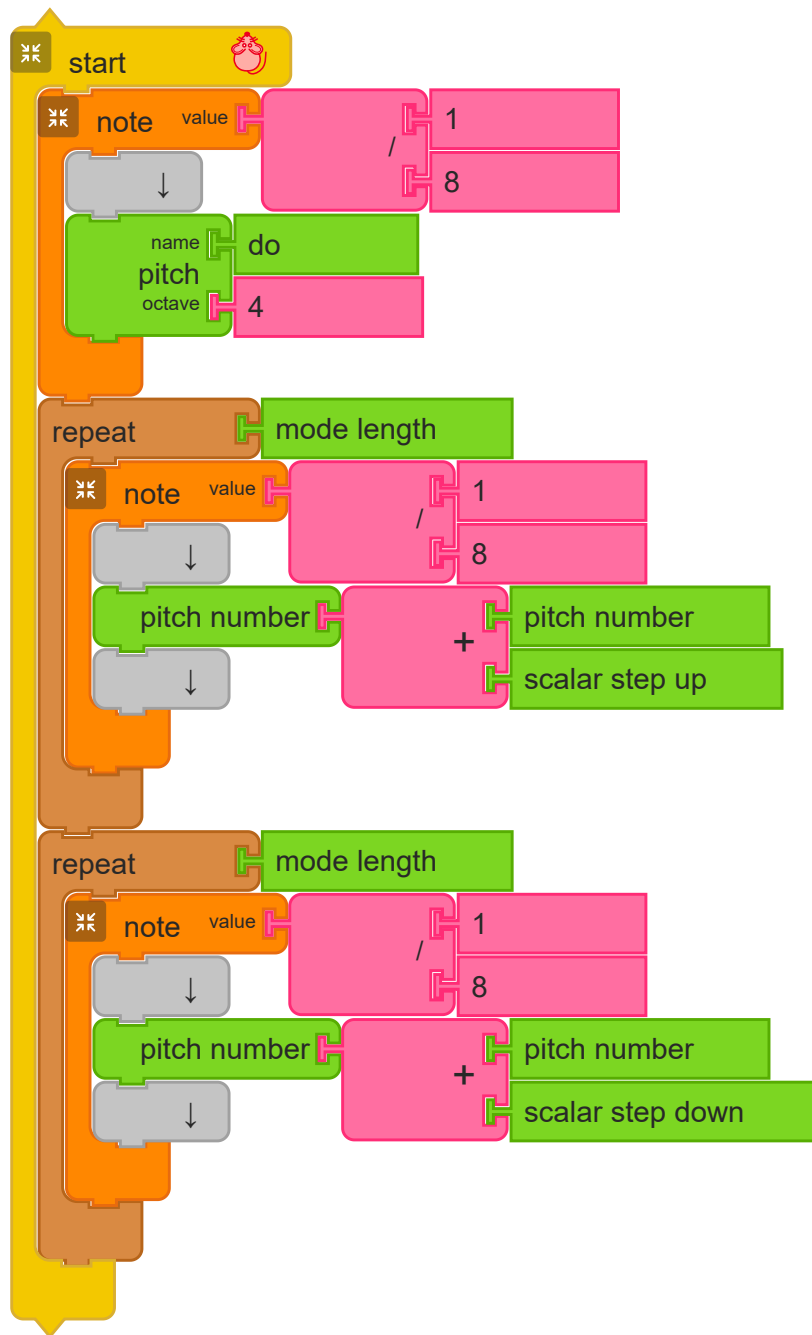 start
note value 1
/
↓ 8
name do
pitch
octave 4
repeat mode length
note value 1
/
↓ 8
pitch number + pitch number
↓ scalar step up
repeat mode length
note value 1
/
↓ 8
pitch number + pitch number
↓ scalar step down